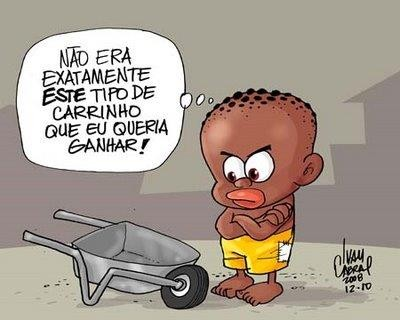 NÃO ERA
EXATAMENTE
ESTE TIPO DE
CARRINHO
QUE EU QUERIA
GANHAR!
IVAN
CABRAL
2008
12-10